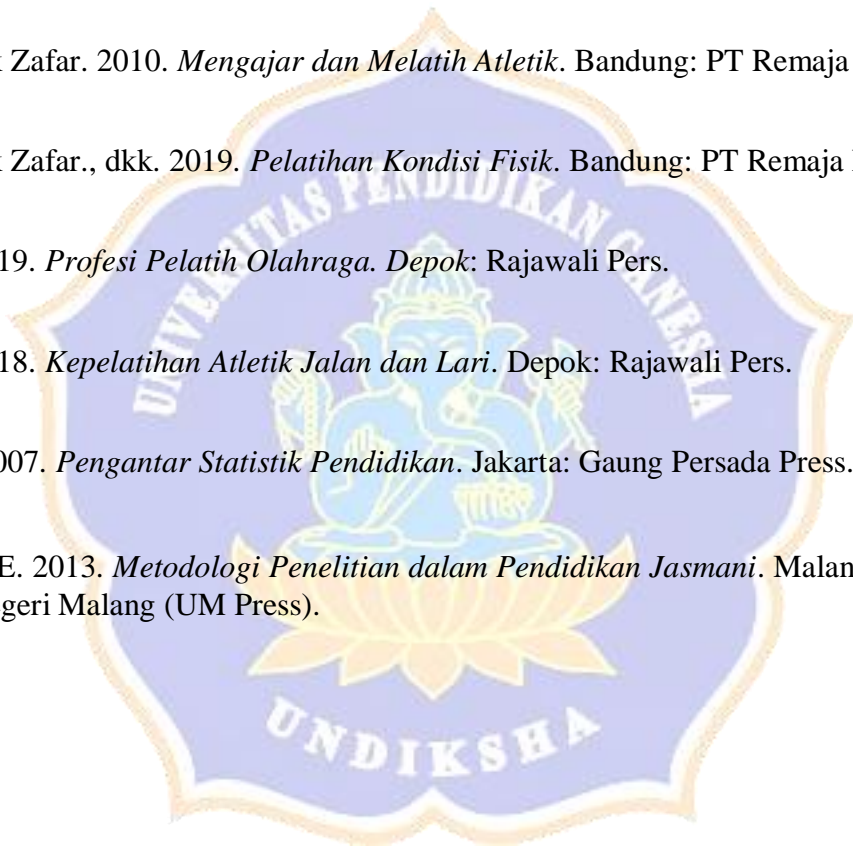 Zafar. 2010. Mengajar dan Melatih Atletik. Bandung: PT Remaja
Zafar., dkk. 2019. Pelatihan Kondisi Fisik. Bandung: PT Remaja
19. Profesi Pelatih Olahraga. Depok: Rajawali Pers.
18. Kepelatihan Atletik Jalan dan Lari. Depok: Rajawali Pers.
007. Pengantar Statistik Pendidikan. Jakarta: Gaung Persada Press.
E. 2013. Metodologi Penelitian dalam Pendidikan Jasmani. Malan
egeri Malang (UM Press).
UNIVERSITAS PENDIDIKAN GANESHA
UNDIKSHA